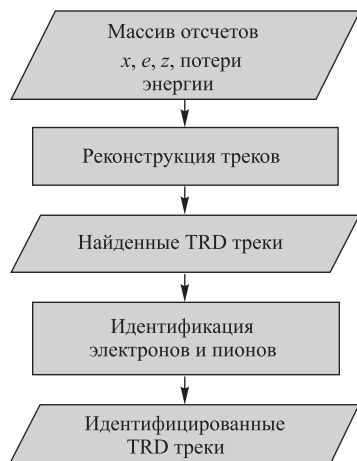 Массив отсчетов
x, e, z, потери
энергии
Реконструкция треков
Найденные TRD треки
Идентификация
электронов и пионов
Идентифицированные
TRD треки